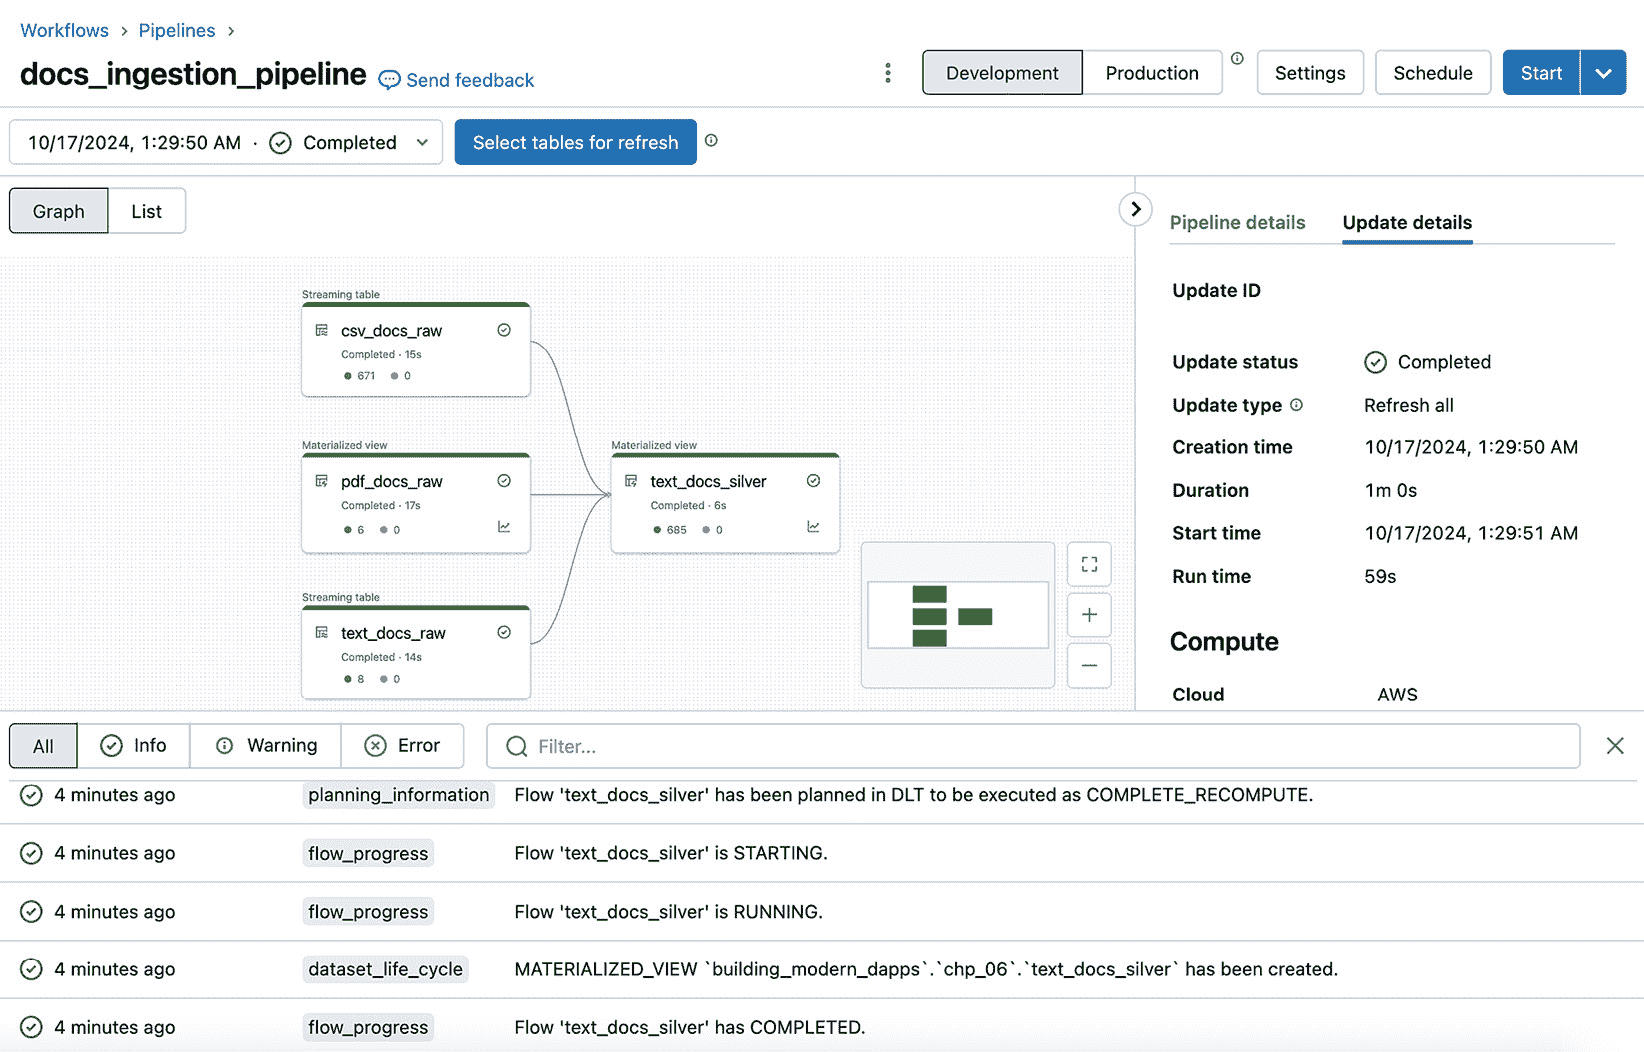 Workflows > Pipelines >
docs_ingestion_pipeline Send feedback
Development Production Settings Schedule Start
10/17/2024, 1:29:50 AM · Completed Select tables for refresh
Graph List
Streaming table
csv_docs_raw
Completed · 15s
671 0
Materialized view
pdf_docs_raw
Completed · 17s
6 0
Streaming table
text_docs_raw
Completed · 14s
8 0
Materialized view
text_docs_silver
Completed · 6s
685 0
Pipeline details Update details
Update ID
Update status Completed
Update type Refresh all
Creation time 10/17/2024, 1:29:50 AM
Duration 1m 0s
Start time 10/17/2024, 1:29:51 AM
Run time 59s
Compute
Cloud AWS
All Info Warning Error Filter...
4 minutes ago planning_information Flow 'text_docs_silver' has been planned in DLT to be executed as COMPLETE_RECOMPUTE.
4 minutes ago flow_progress Flow 'text_docs_silver' is STARTING.
4 minutes ago flow_progress Flow 'text_docs_silver' is RUNNING.
4 minutes ago dataset_life_cycle MATERIALIZED_VIEW `building_modern_dapps`.`chp_06`.`text_docs_silver` has been created.
4 minutes ago flow_progress Flow 'text_docs_silver' has COMPLETED.